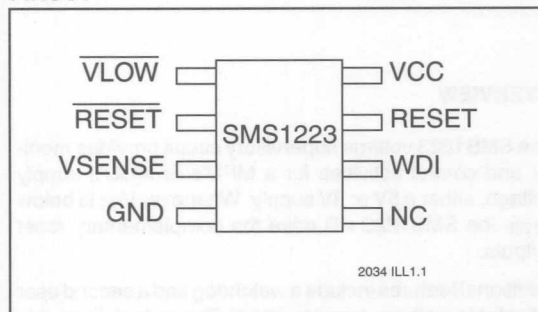 VLOW VCC
RESET RESET
SMS1223
VSENSE WDI
GND NC
2034 ILL1.1